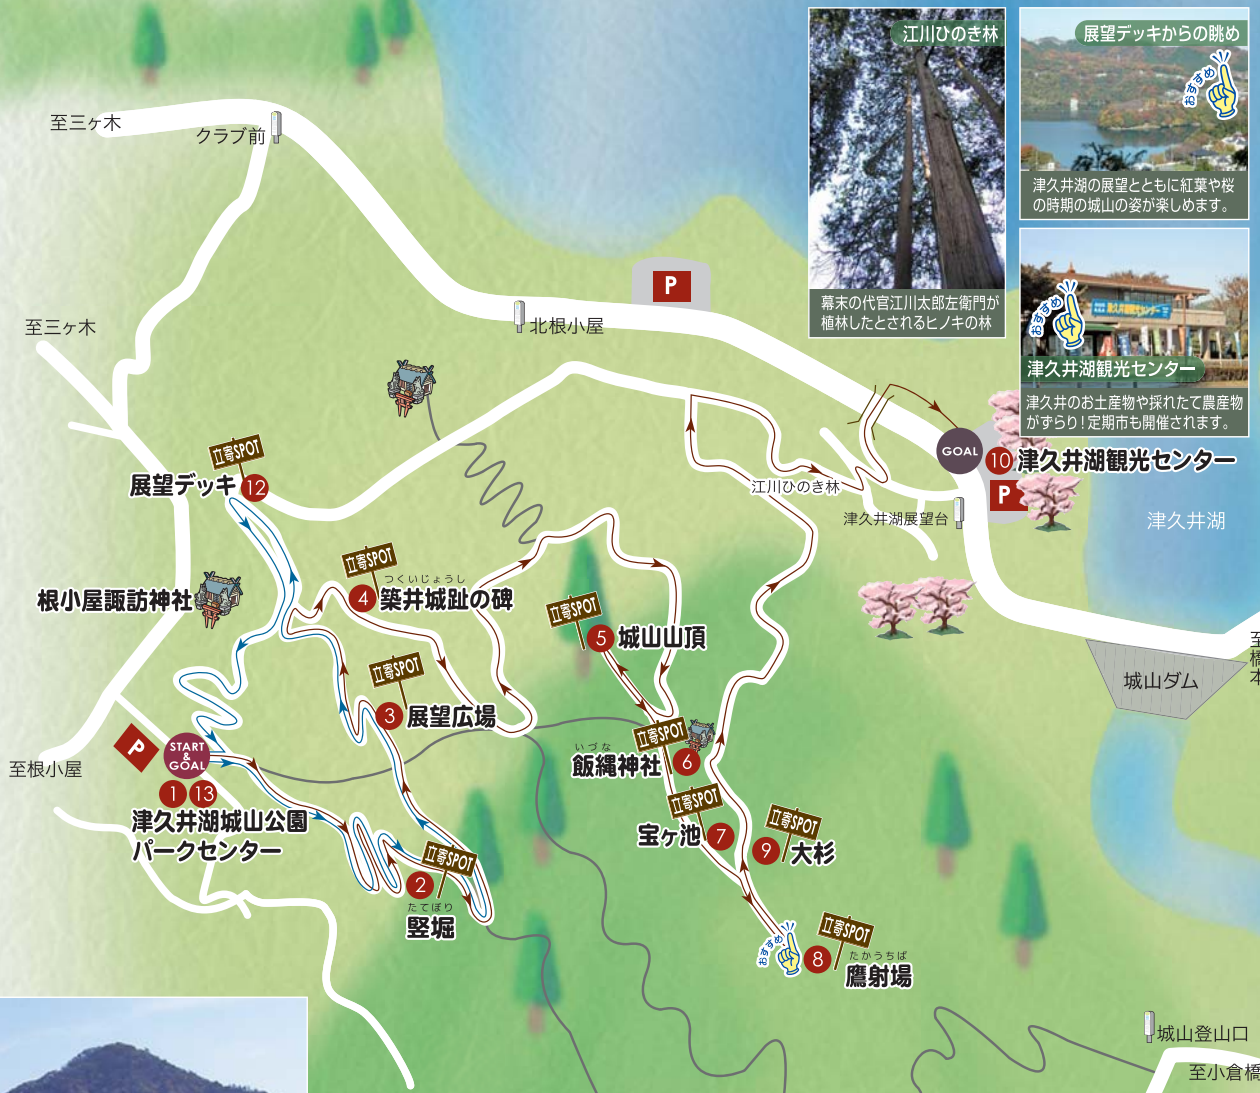 江川ひのき林
幕末の代官江川太郎左衛門が
植林したとされるヒノキの林
展望デッキからの眺め
おすすめ
津久井湖の展望とともに紅葉や桜
の時期の城山の姿が楽しめます。
おすすめ
津久井湖観光センター
津久井湖観光センター
津久井のお土産物や採れたて農産物
がずらり！定期市も開催されます。
至三ヶ木
クラブ前
P
北根小屋
至三ヶ木
GOAL
10 津久井湖観光センター
P
江川ひのき林
津久井湖展望台
津久井湖
立寄SPOT
展望デッキ 12
立寄SPOT
つくいじょうし
4 築井城趾の碑
根小屋諏訪神社
立寄SPOT
5 城山山頂
至橋本
城山ダム
立寄SPOT
3 展望広場
立寄SPOT
いづな
飯縄神社 6
P
START
&
GOAL
至根小屋
1 13
津久井湖城山公園
パークセンター
立寄SPOT
宝ヶ池 7
立寄SPOT
9 大杉
立寄SPOT
2
たてぼり
竪堀
立寄SPOT
おすすめ
8
たかうちば
鷹射場
城山登山口
至小倉橋